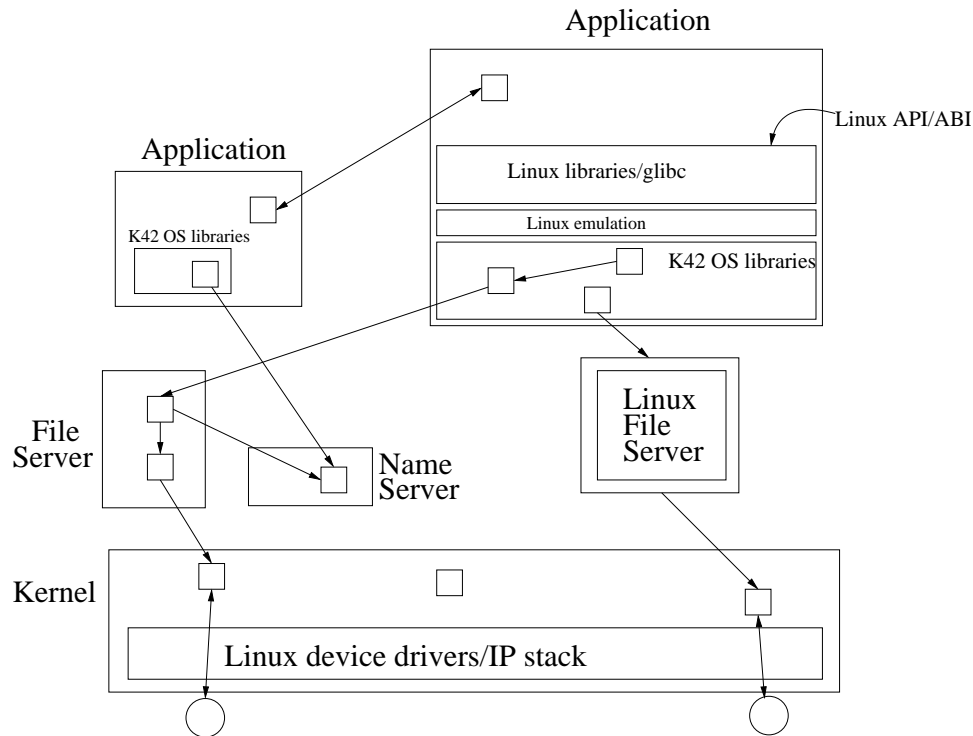 Application
Linux API/ABI
Application
Linux libraries/glibc
Linux emulation
K42 OS libraries
K42 OS libraries
File
Server
Name
Server
Linux
File
Server
Kernel
Linux device drivers/IP stack